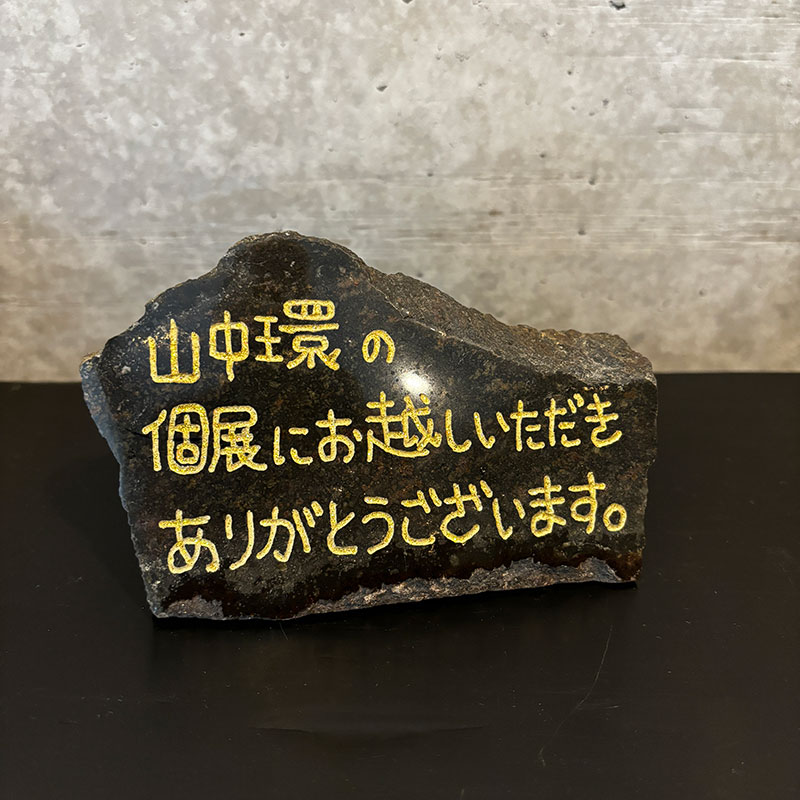 山中環の
個展にお越しいただき
ありがとうございます。